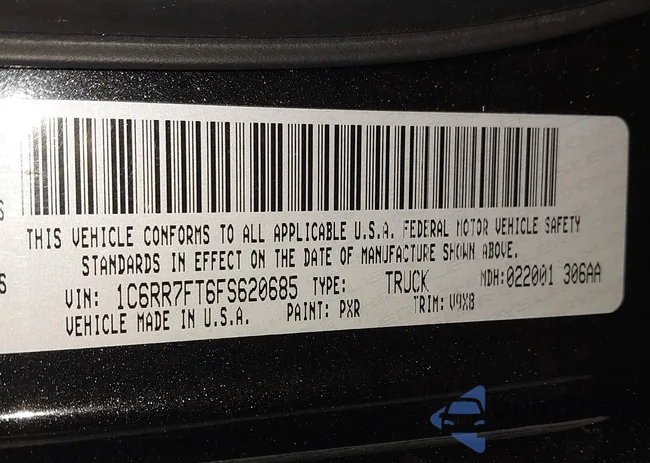 S
THIS VEHICLE CONFORMS TO ALL APPLICABLE U.S.A. FEDERAL MOTOR VEHICLE SAFETY
STANDARDS IN EFFECT ON THE DATE OF MANUFACTURE SHOWN ABOVE.
S
VIN: 1C6RR7FT6FS620685 TYPE: TRUCK MDH:022001 306AA
VEHICLE MADE IN U.S.A. PAINT: PXR TRIM: V9X8